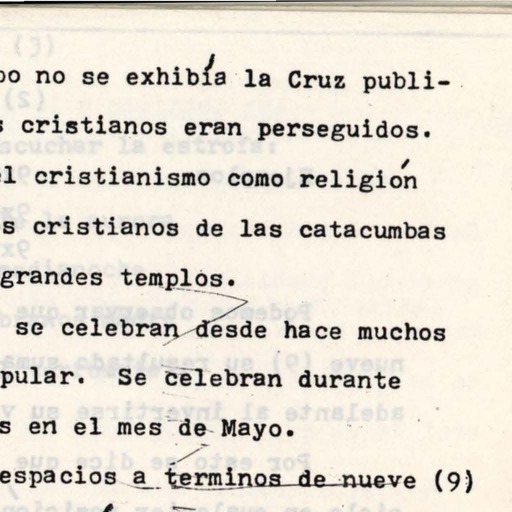 no se exhibía la Cruz publi-
cristianos eran perseguidos.
cristianismo como religión
cristianos de las catacumbas
grandes templos.
se celebran desde hace muchos
pular. Se celebran durante
s en el mes de Mayo.
espacios a terminos de nueve (9)